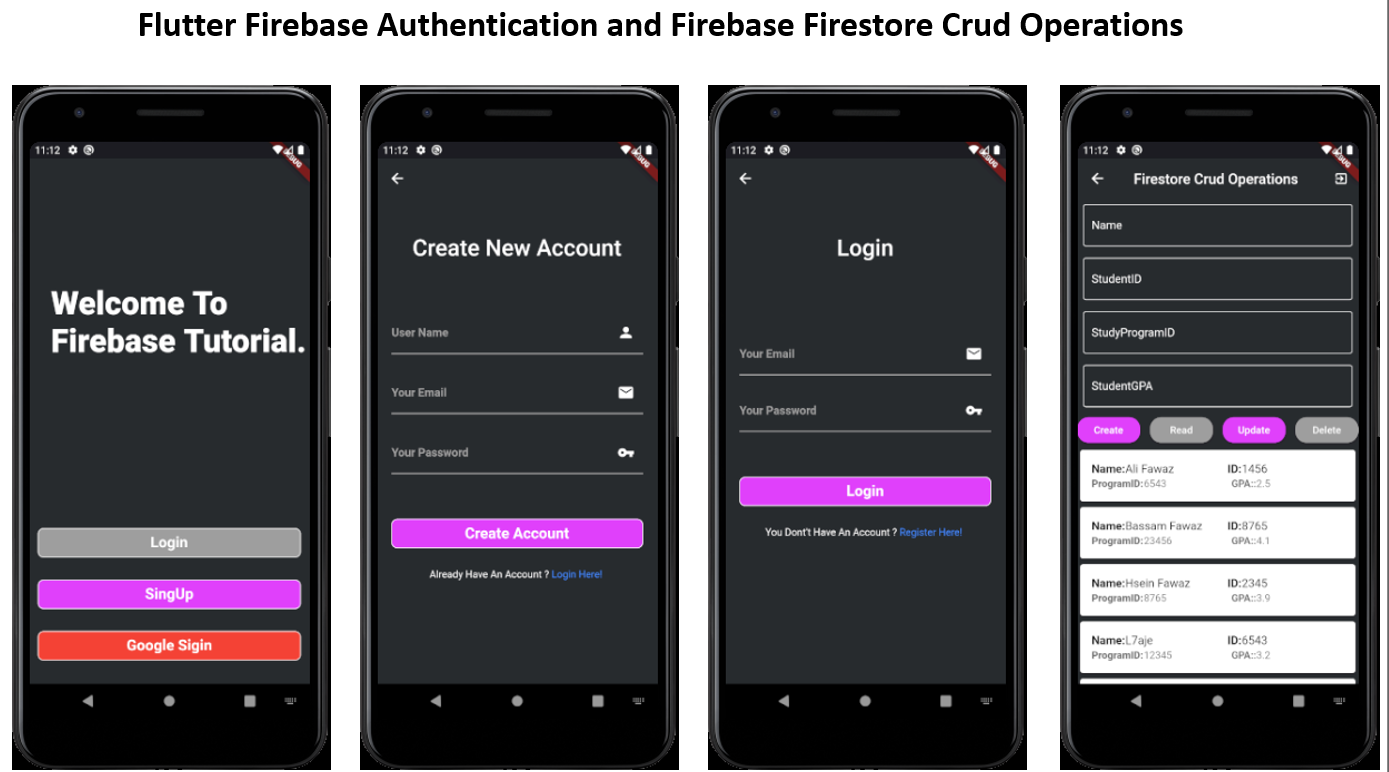 Flutter Firebase Authentication and Firebase Firestore Crud Operations
11:12
Welcome To
Firebase Tutorial.
Login
SingUp
Google Sigin
11:12
Create New Account
User Name
Your Email
Your Password
Create Account
Already Have An Account ? Login Here!
11:12
Login
Your Email
Your Password
Login
You Dont't Have An Account ? Register Here!
11:12
Firestore Crud Operations
Name
StudentID
StudyProgramID
StudentGPA
Create Read Update Delete
Name:Ali Fawaz ID:1456
ProgramID:6543 GPA::2.5
Name:Bassam Fawaz ID:8765
ProgramID:23456 GPA::4.1
Name:Hsein Fawaz ID:2345
ProgramID:8765 GPA::3.9
Name:L7aje ID:6543
ProgramID:12345 GPA::3.2